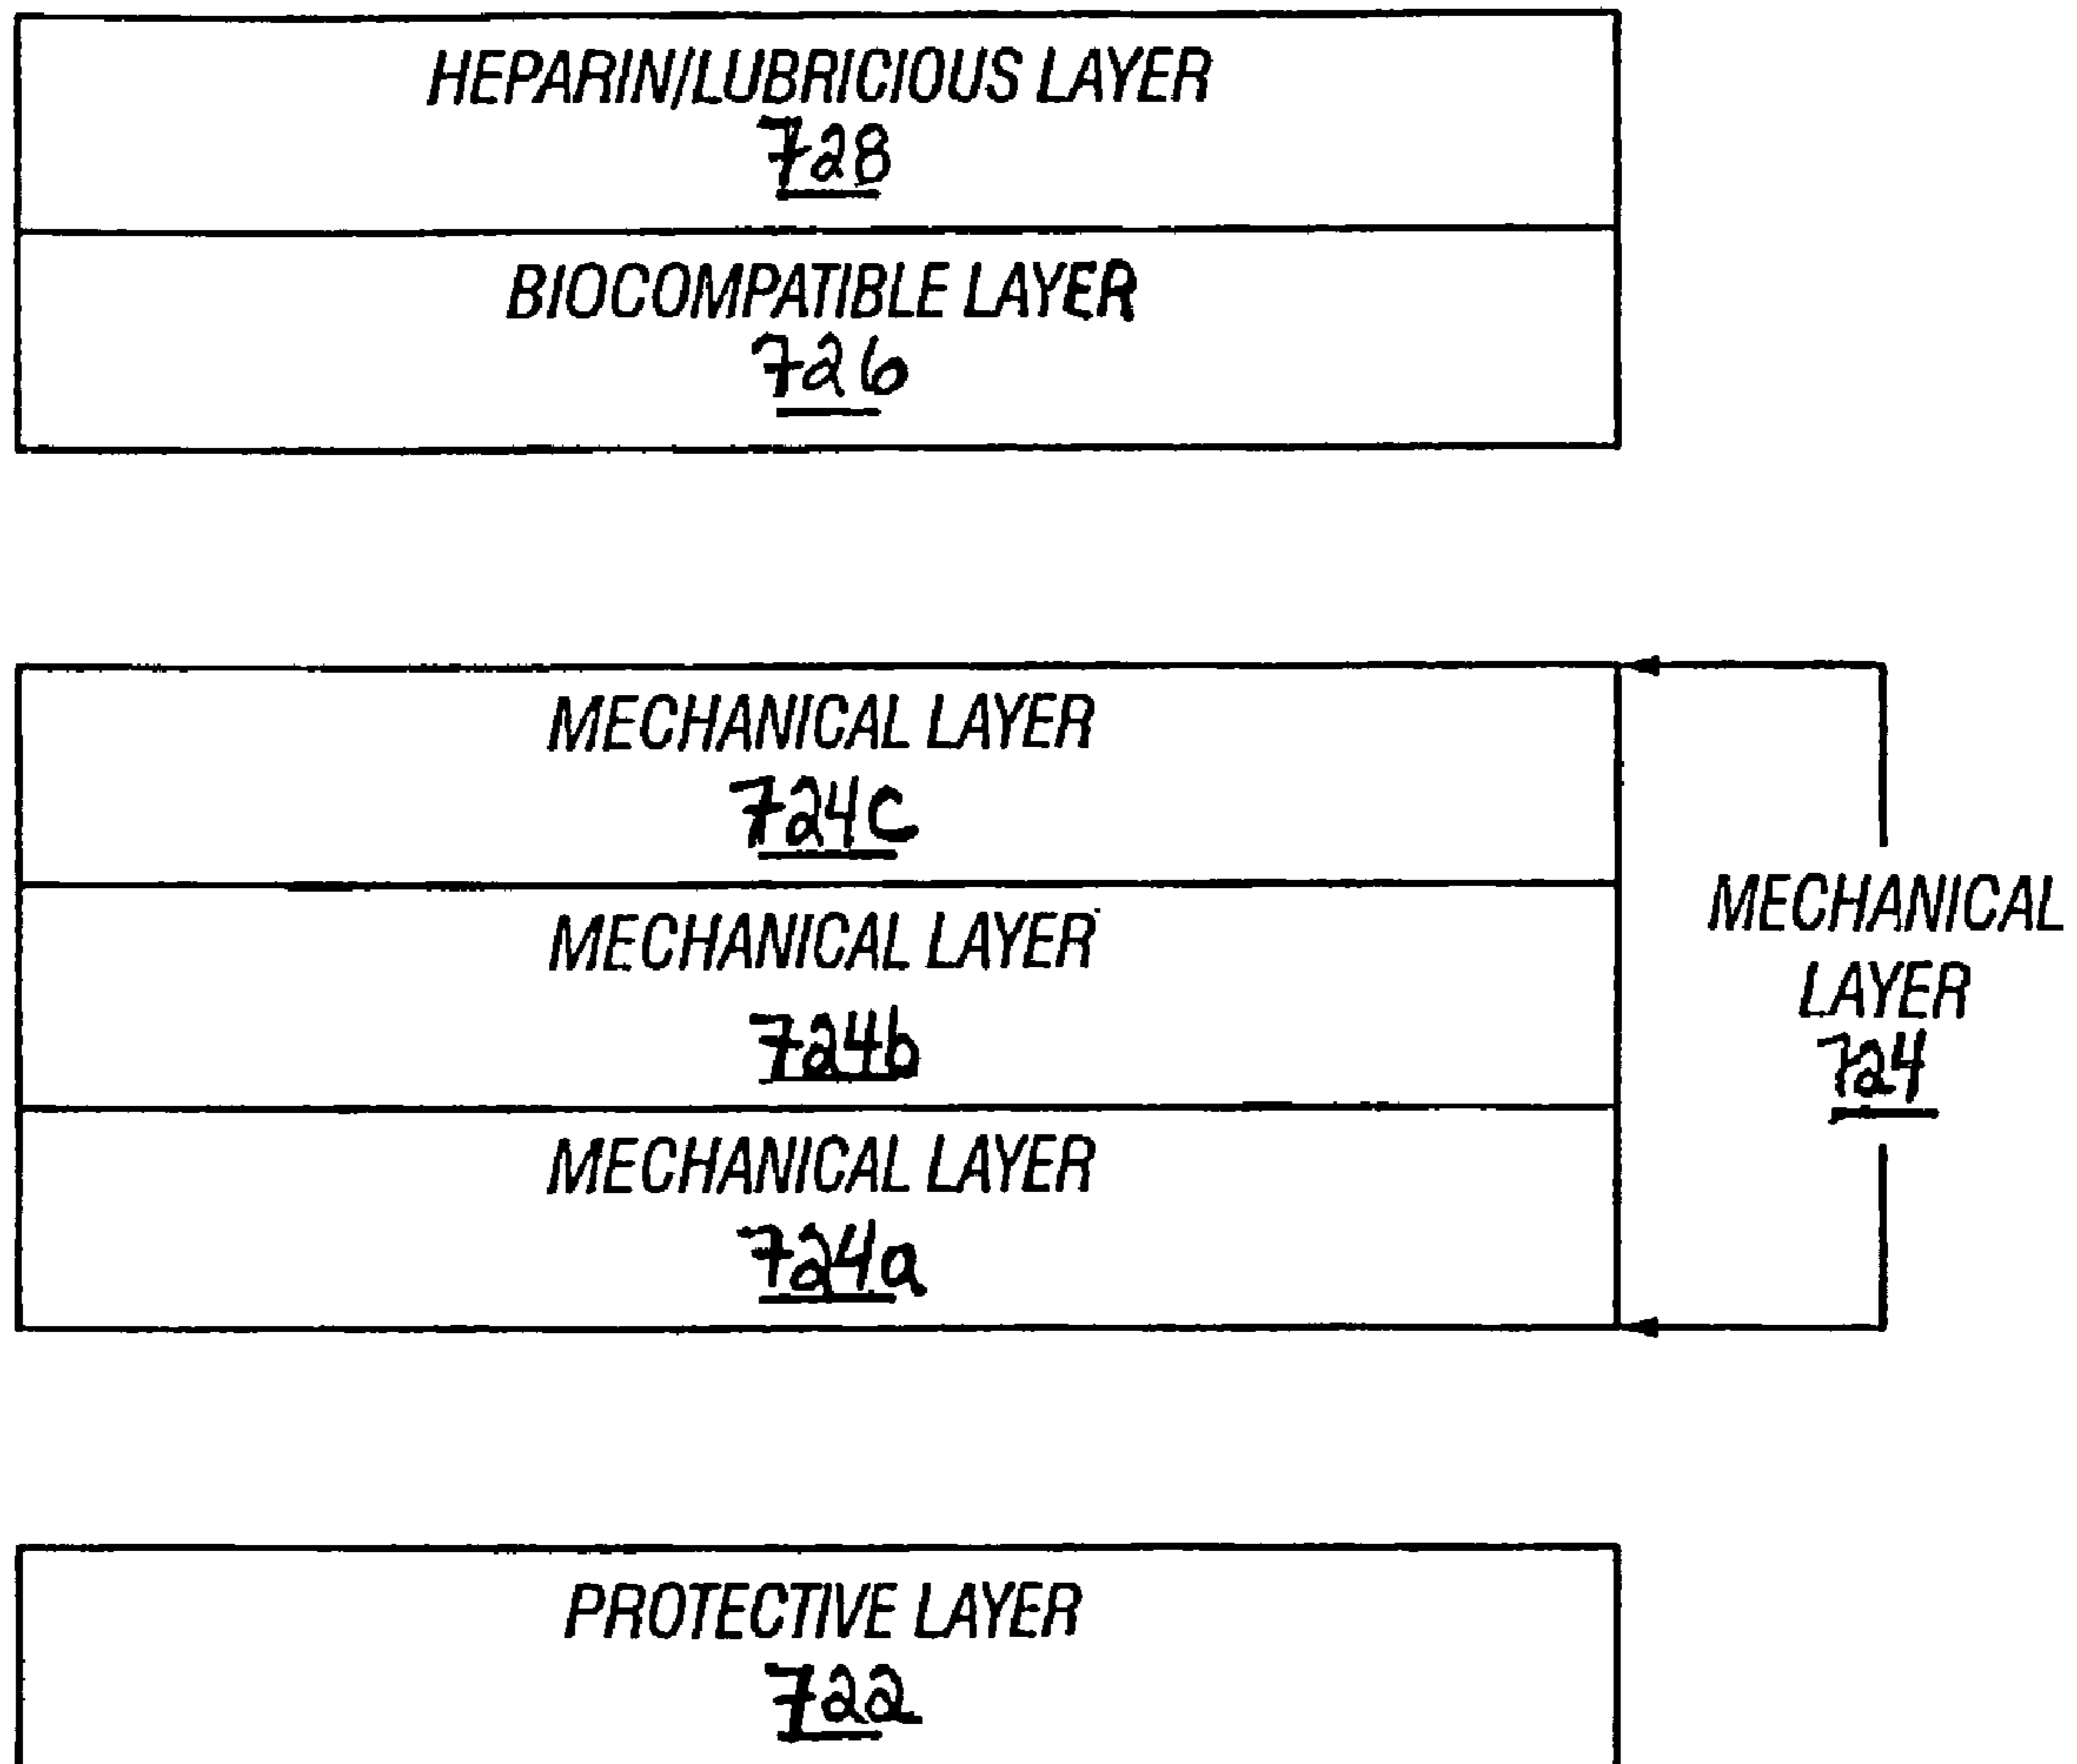 HEPARIN/LUBRICIOUS LAYER
728
BIOCOMPATIBLE LAYER
726
MECHANICAL LAYER
724c
MECHANICAL LAYER
724b
MECHANICAL LAYER
724a
MECHANICAL
LAYER
724
PROTECTIVE LAYER
722